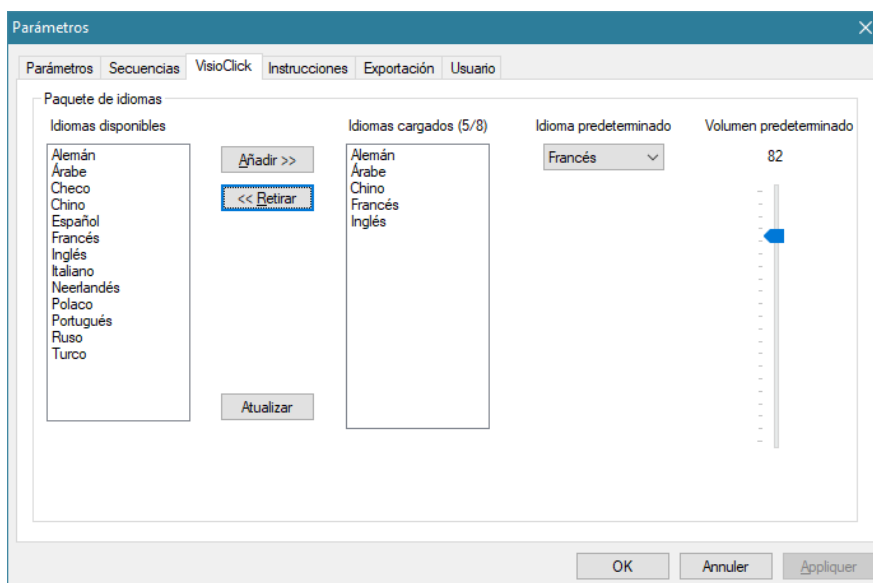 Parámetros
Parámetros Secuencias VisioClick Instrucciones Exportación Usuario
Paquete de idiomas
Idiomas disponibles
Alemán
Árabe
Checo
Chino
Español
Francés
Inglés
Italiano
Neerlandés
Polaco
Portugués
Ruso
Turco
Añadir >>
<< Retirar
Atualizar
Idiomas cargados (5/8)
Alemán
Árabe
Chino
Francés
Inglés
Idioma predeterminado
Francés
Volumen predeterminado
82
OK Annuler Appliquer